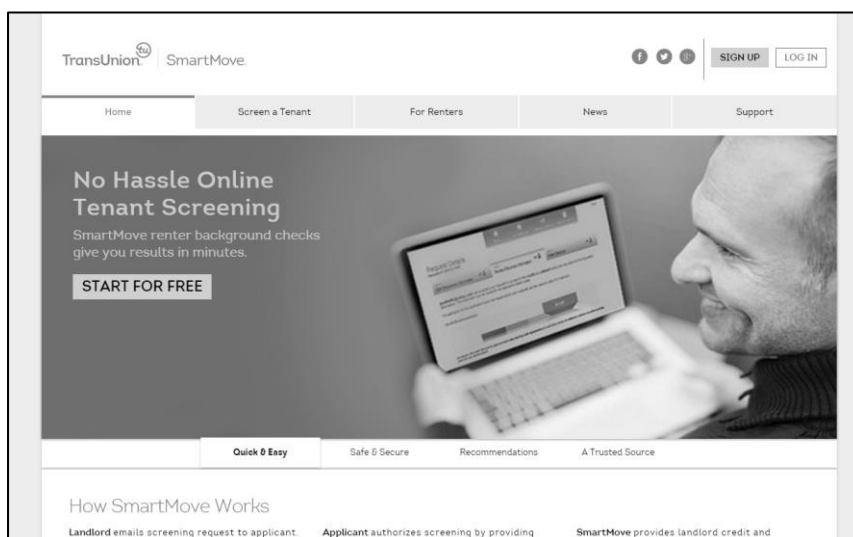 TransUnion | SmartMove.
SIGN UP
LOG IN
Home
Screen a Tenant
For Renters
News
Support
No Hassle Online
Tenant Screening
SmartMove renter background checks
give you results in minutes.
START FOR FREE
Request Details
Quick & Easy
Safe & Secure
Recommendations
A Trusted Source
How SmartMove Works
Landlord emails screening request to applicant.
Applicant authorizes screening by providing
SmartMove provides landlord credit and